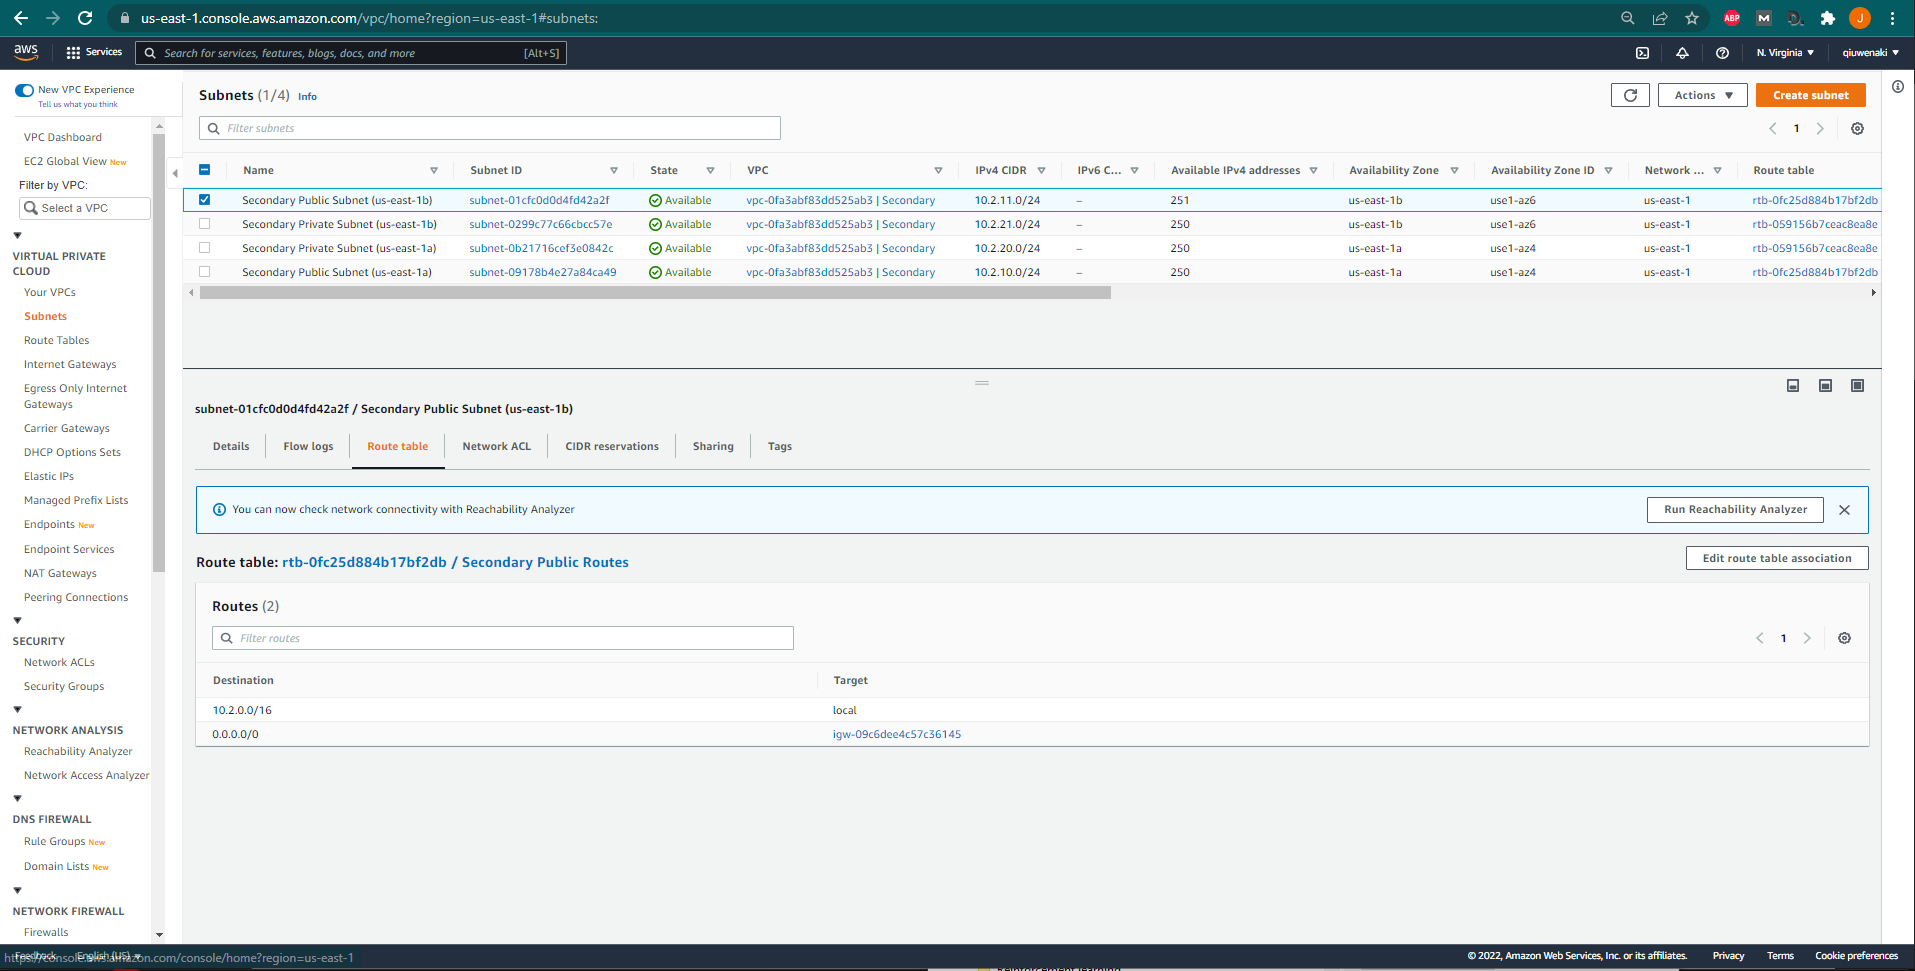 us-east-1.console.aws.amazon.com/vpc/home?region=us-east-1#subnets:
ABP
M
J
aws
Services
Search for services, features, blogs, docs, and more
[Alt+S]
N. Virginia
qiuwenaki
New VPC Experience
Tell us what you think
VPC Dashboard
EC2 Global View New
Filter by VPC:
Select a VPC
VIRTUAL PRIVATE
CLOUD
Your VPCs
Subnets
Route Tables
Internet Gateways
Egress Only Internet
Gateways
Carrier Gateways
DHCP Options Sets
Elastic IPs
Managed Prefix Lists
Endpoints New
Endpoint Services
NAT Gateways
Peering Connections
SECURITY
Network ACLs
Security Groups
NETWORK ANALYSIS
Reachability Analyzer
Network Access Analyzer
DNS FIREWALL
Rule Groups New
Domain Lists New
NETWORK FIREWALL
Firewalls
Subnets (1/4) Info
Actions
Create subnet
Filter subnets
1
Name Subnet ID State VPC IPv4 CIDR IPv6 C... Available IPv4 addresses Availability Zone Availability Zone ID Network ... Route table
Secondary Public Subnet (us-east-1b) subnet-01cfc0d0d4fd42a2f Available vpc-0fa3abf83dd525ab3 | Secondary 10.2.11.0/24 – 251 us-east-1b use1-az6 us-east-1 rtb-0fc25d884b17bf2db
Secondary Private Subnet (us-east-1b) subnet-0299c77c66cbcc57e Available vpc-0fa3abf83dd525ab3 | Secondary 10.2.21.0/24 – 250 us-east-1b use1-az6 us-east-1 rtb-059156b7ceac8ea8e
Secondary Private Subnet (us-east-1a) subnet-0b21716cef3e0842c Available vpc-0fa3abf83dd525ab3 | Secondary 10.2.20.0/24 – 250 us-east-1a use1-az4 us-east-1 rtb-059156b7ceac8ea8e
Secondary Public Subnet (us-east-1a) subnet-09178b4e27a84ca49 Available vpc-0fa3abf83dd525ab3 | Secondary 10.2.10.0/24 – 250 us-east-1a use1-az4 us-east-1 rtb-0fc25d884b17bf2db
subnet-01cfc0d0d4fd42a2f / Secondary Public Subnet (us-east-1b)
Details Flow logs Route table Network ACL CIDR reservations Sharing Tags
You can now check network connectivity with Reachability Analyzer
Run Reachability Analyzer
Route table: rtb-0fc25d884b17bf2db / Secondary Public Routes
Edit route table association
Routes (2)
Filter routes
1
Destination Target
10.2.0.0/16 local
0.0.0.0/0 igw-09c6dee4c57c36145
Feedback English (US)
https://console.aws.amazon.com/console/home?region=us-east-1
© 2022, Amazon Web Services, Inc. or its affiliates. Privacy Terms Cookie preferences
Reinforcement learning